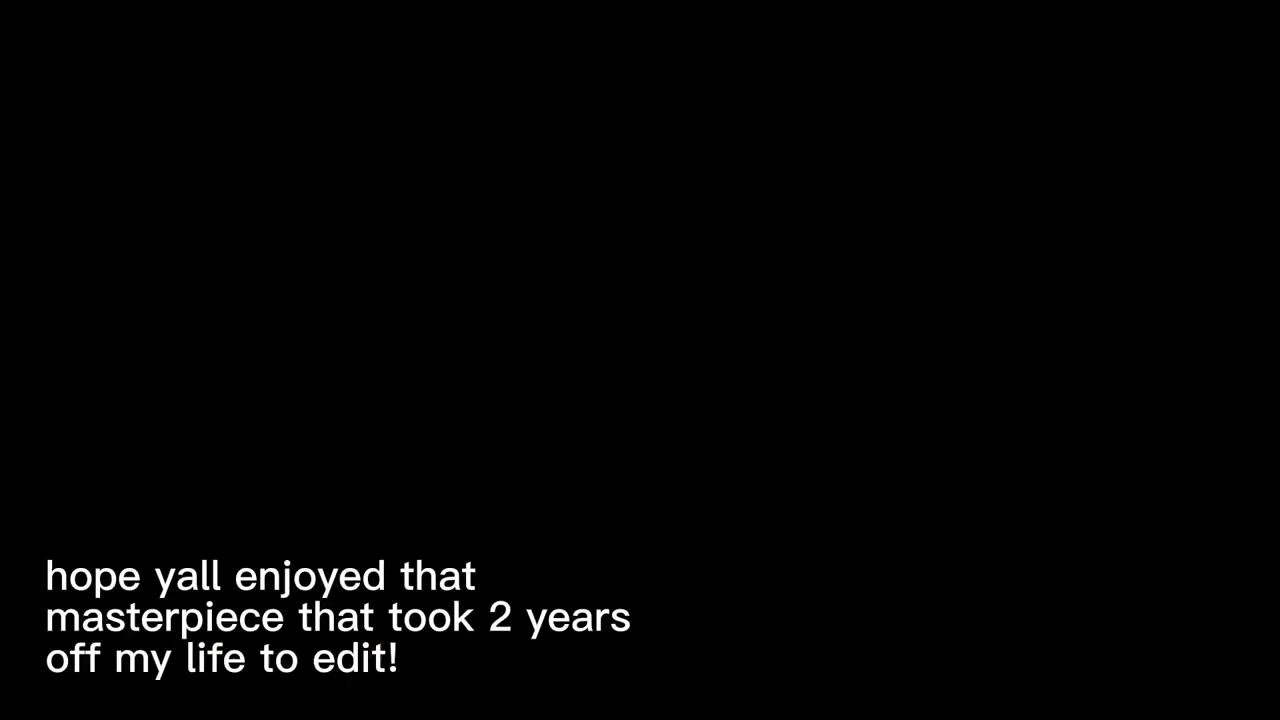 hope yall enjoyed that
masterpiece that took 2 years
off my life to edit!